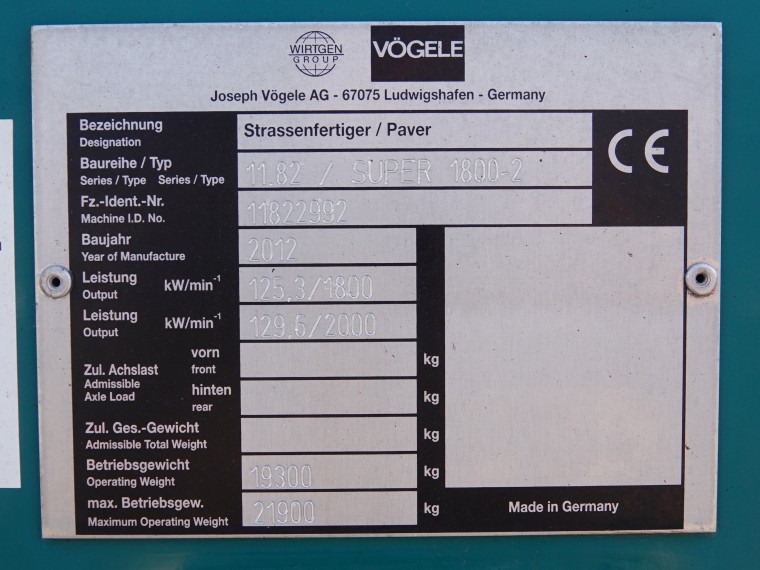 WIRTGEN
GROUP
VÖGELE
Joseph Vögele AG - 67075 Ludwigshafen - Germany
Bezeichnung
Designation
Strassenfertiger / Paver
Baureihe / Typ
Series / Type Series / Type
11.82 / SUPER 1800-2
Fz.-Ident.-Nr.
Machine I.D. No.
11822992
CE
Baujahr
Year of Manufacture
2012
Leistung kW/min⁻¹
Output
125,3/1800
Leistung kW/min⁻¹
Output
129,6/2000
Zul. Achslast
Admissible
Axle Load
vorn
front
kg
hinten
rear
kg
Zul. Ges.-Gewicht
Admissible Total Weight
kg
Betriebsgewicht
Operating Weight
19300 kg
max. Betriebsgew.
Maximum Operating Weight
21900 kg
Made in Germany